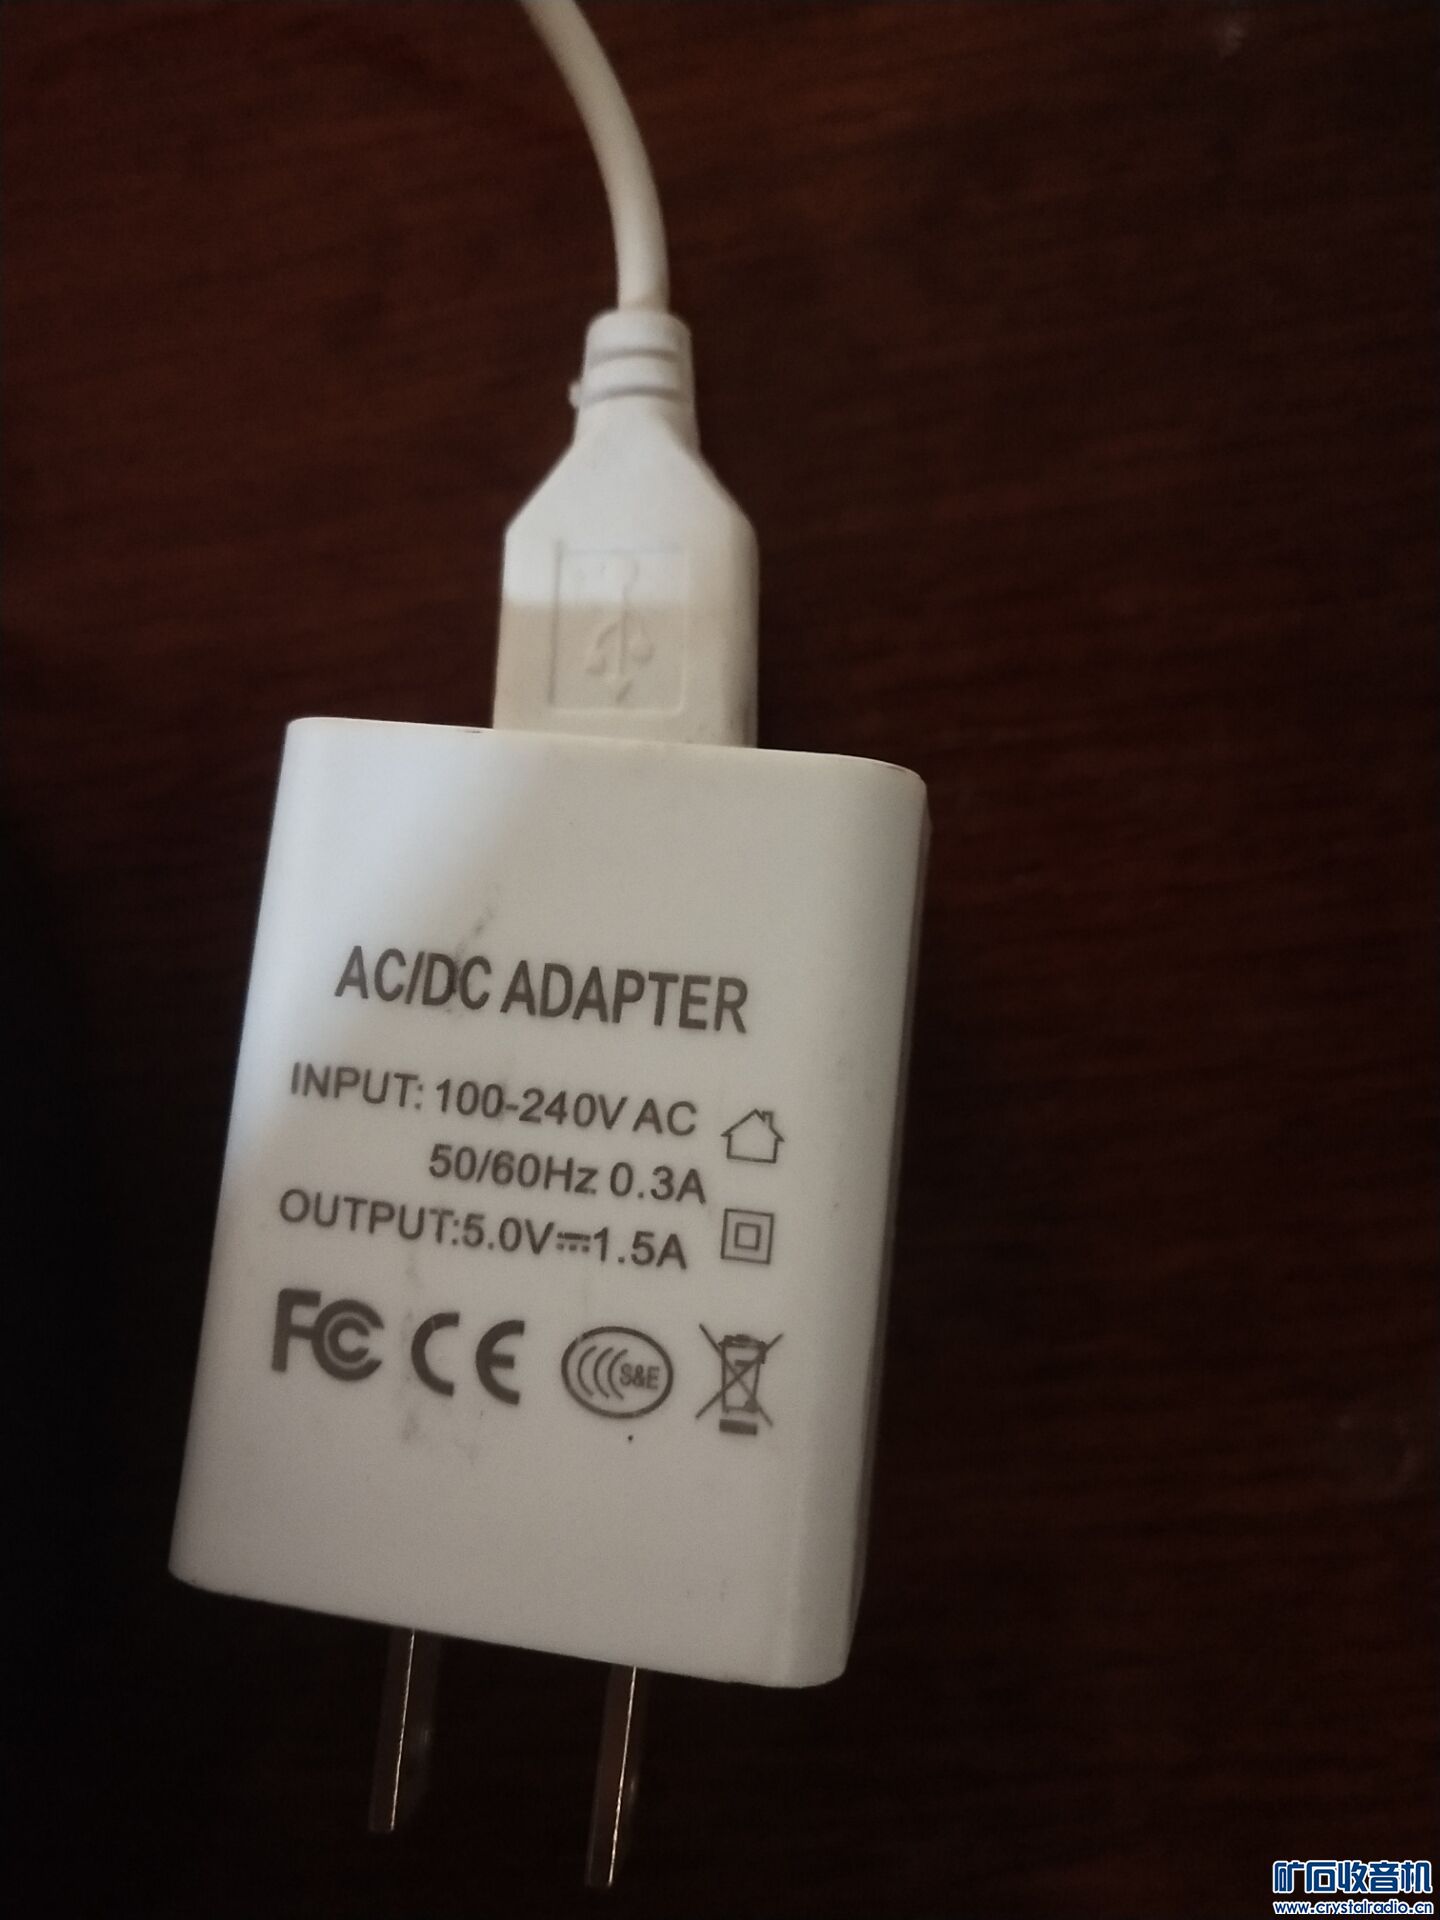 AC/DC ADAPTER
INPUT: 100-240V AC
50/60Hz 0.3A
OUTPUT:5.0V⎓1.5A
FC CE S&E
矿石收音机
www.crystalradio.cn